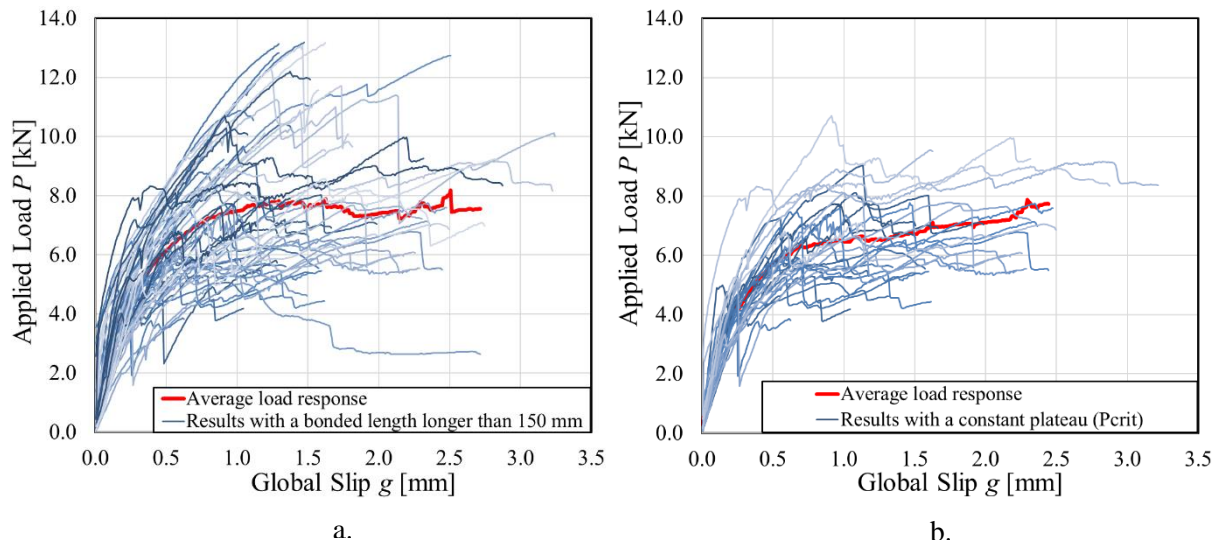 14.0
12.0
10.0
8.0
6.0
4.0
2.0
0.0
Applied Load P [kN]
Average load response
Results with a bonded length longer than 150 mm
0.0 0.5 1.0 1.5 2.0 2.5 3.0 3.5
Global Slip g [mm]
a.
14.0
12.0
10.0
8.0
6.0
4.0
2.0
0.0
Applied Load P [kN]
Average load response
Results with a constant plateau (Pcrit)
0.0 0.5 1.0 1.5 2.0 2.5 3.0 3.5
Global Slip g [mm]
b.